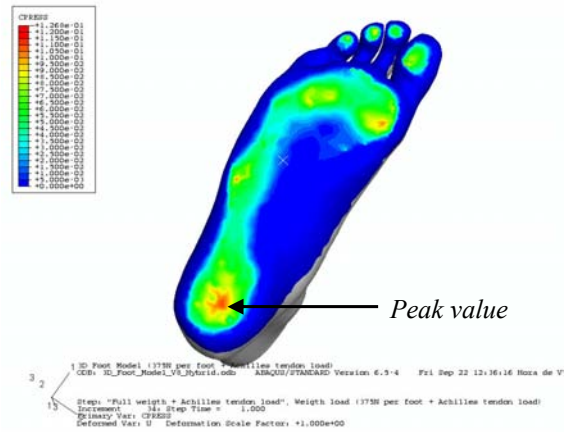 CPRESS
+1.268e-01
+1.200e-01
+1.150e-01
+1.100e-01
+1.050e-01
+1.000e-01
+9.500e-02
+9.000e-02
+8.500e-02
+8.000e-02
+7.500e-02
+7.000e-02
+6.500e-02
+6.000e-02
+5.500e-02
+5.000e-02
+4.500e-02
+4.000e-02
+3.500e-02
+3.000e-02
+2.500e-02
+2.000e-02
+1.500e-02
+1.000e-02
+5.000e-03
+0.000e+00
Peak value
3D Foot Model (375N per foot + Achilles tendon load)
ODB: 3D_Foot_Model_V8_Hybrid.odb ABAQUS/STANDARD Version 6.5-4 Fri Sep 22 12:36:16 Hora de V
3 2 1
Step: "Full weigth + Achilles tendon load", Weigth load (375N per foot + Achilles tendon load)
Increment 34: Step Time = 1.000
Primary Var: CPRESS
Deformed Var: U Deformation Scale Factor: +1.000e+00